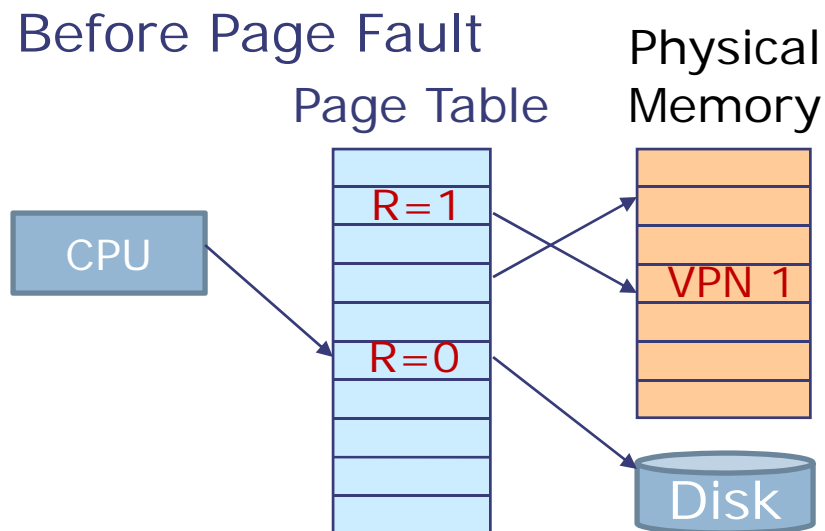 Before Page Fault
Physical
Memory
Page Table
R=1
CPU
VPN 1
R=0
Disk